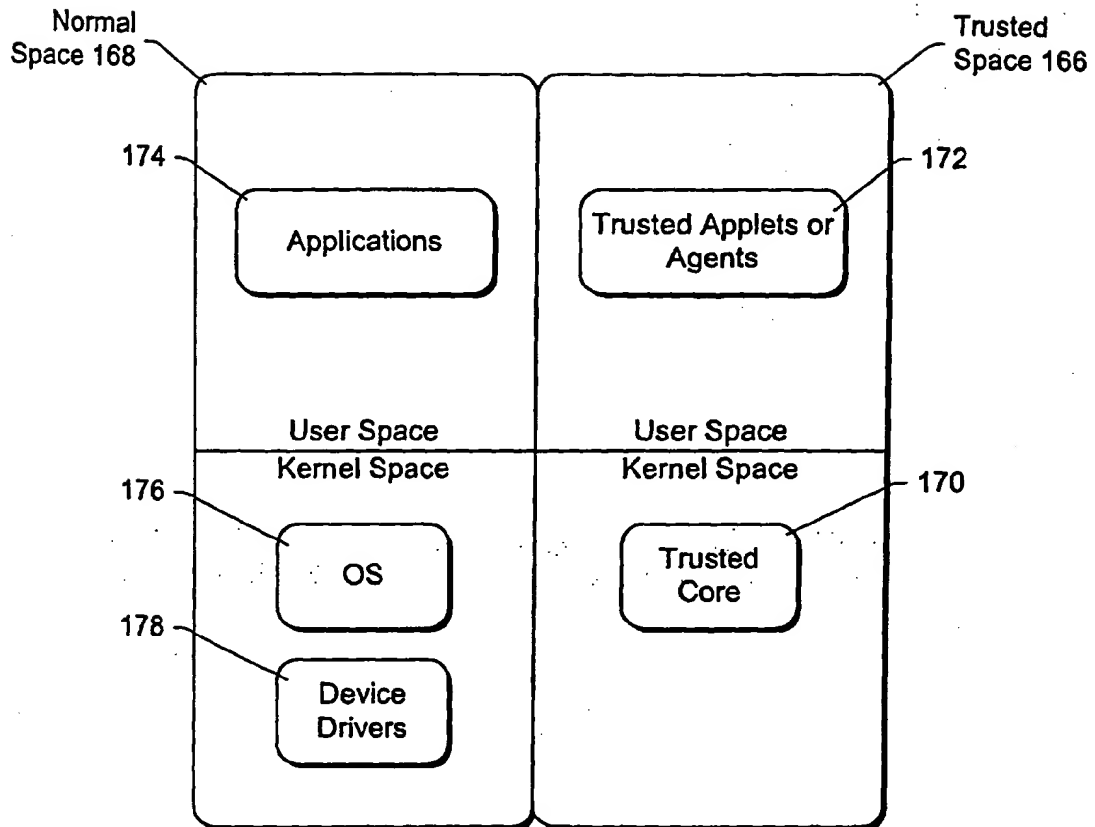 Normal
Space 168
Trusted
Space 166
174
172
Applications
Trusted Applets or
Agents
User Space
User Space
Kernel Space
Kernel Space
176
170
OS
Trusted
Core
178
Device
Drivers